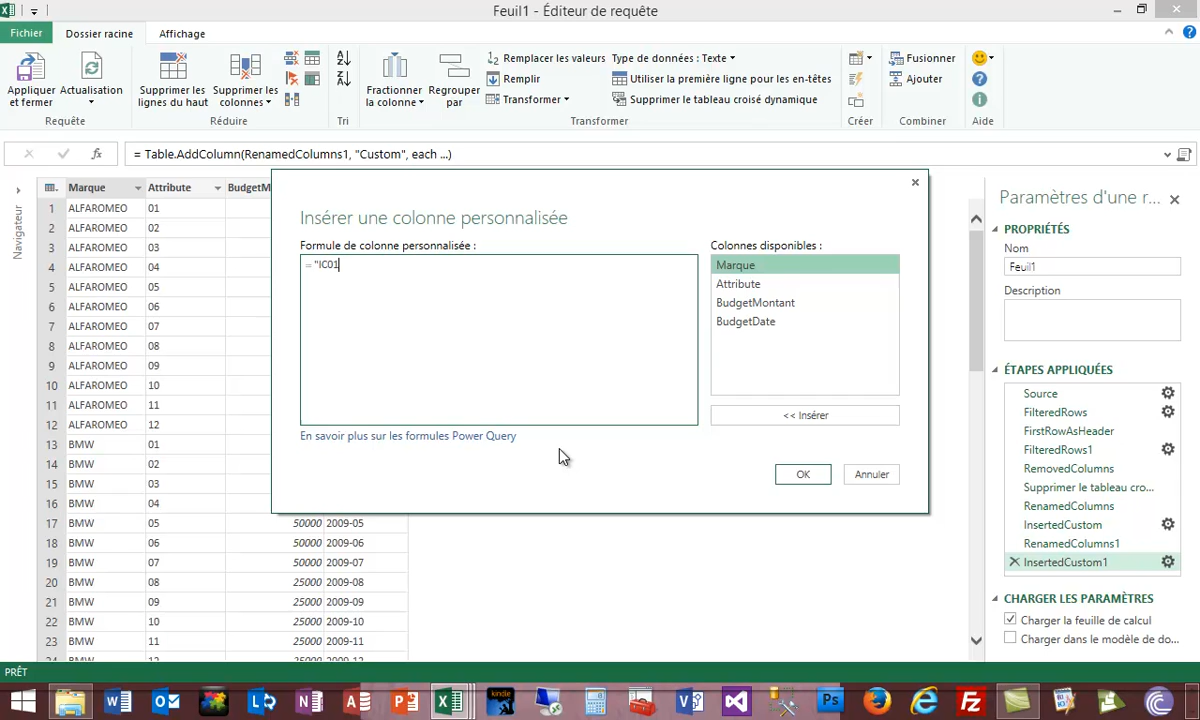 Feuil1 - Éditeur de requête
Fichier
Dossier racine
Affichage
Appliquer et fermer
Actualisation
Requête
Supprimer les lignes du haut
Supprimer les colonnes
Réduire
Tri
Fractionner la colonne
Regrouper par
Remplacer les valeurs
Remplir
Transformer
Type de données : Texte
Utiliser la première ligne pour les en-têtes
Supprimer le tableau croisé dynamique
Transformer
Créer
Fusionner
Ajouter
Combiner
Aide
fx
= Table.AddColumn(RenamedColumns1, "Custom", each ...)
Navigateur
Marque Attribute BudgetM
1 ALFAROMEO 01
2 ALFAROMEO 02
3 ALFAROMEO 03
4 ALFAROMEO 04
5 ALFAROMEO 05
6 ALFAROMEO 06
7 ALFAROMEO 07
8 ALFAROMEO 08
9 ALFAROMEO 09
10 ALFAROMEO 10
11 ALFAROMEO 11
12 ALFAROMEO 12
13 BMW 01
14 BMW 02
15 BMW 03
16 BMW 04
17 BMW 05 50000 2009-05
18 BMW 06 50000 2009-06
19 BMW 07 50000 2009-07
20 BMW 08 25000 2009-08
21 BMW 09 25000 2009-09
22 BMW 10 25000 2009-10
23 BMW 11 25000 2009-11
24 BMW 12 25000 2009-12
Insérer une colonne personnalisée
Formule de colonne personnalisée :
= "IC01
Colonnes disponibles :
Marque
Attribute
BudgetMontant
BudgetDate
<< Insérer
En savoir plus sur les formules Power Query
OK
Annuler
Paramètres d'une r...
PROPRIÉTÉS
Nom
Feuil1
Description
ÉTAPES APPLIQUÉES
Source
FilteredRows
FirstRowAsHeader
FilteredRows1
RemovedColumns
Supprimer le tableau cro...
RenamedColumns
InsertedCustom
RenamedColumns1
InsertedCustom1
CHARGER LES PARAMÈTRES
Charger la feuille de calcul
Charger dans le modèle de do...
PRÊT